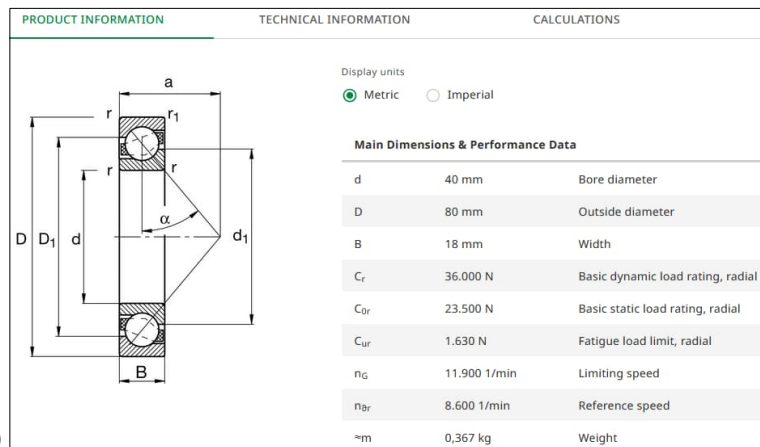 PRODUCT INFORMATION TECHNICAL INFORMATION CALCULATIONS
Display units
Metric Imperial
Main Dimensions & Performance Data
d 40 mm Bore diameter
D 80 mm Outside diameter
B 18 mm Width
Cr 36.000 N Basic dynamic load rating, radial
C0r 23.500 N Basic static load rating, radial
Cur 1.630 N Fatigue load limit, radial
nG 11.900 1/min Limiting speed
nϑr 8.600 1/min Reference speed
≈m 0,367 kg Weight
a
r r1
r r
α
D D1 d d1
B